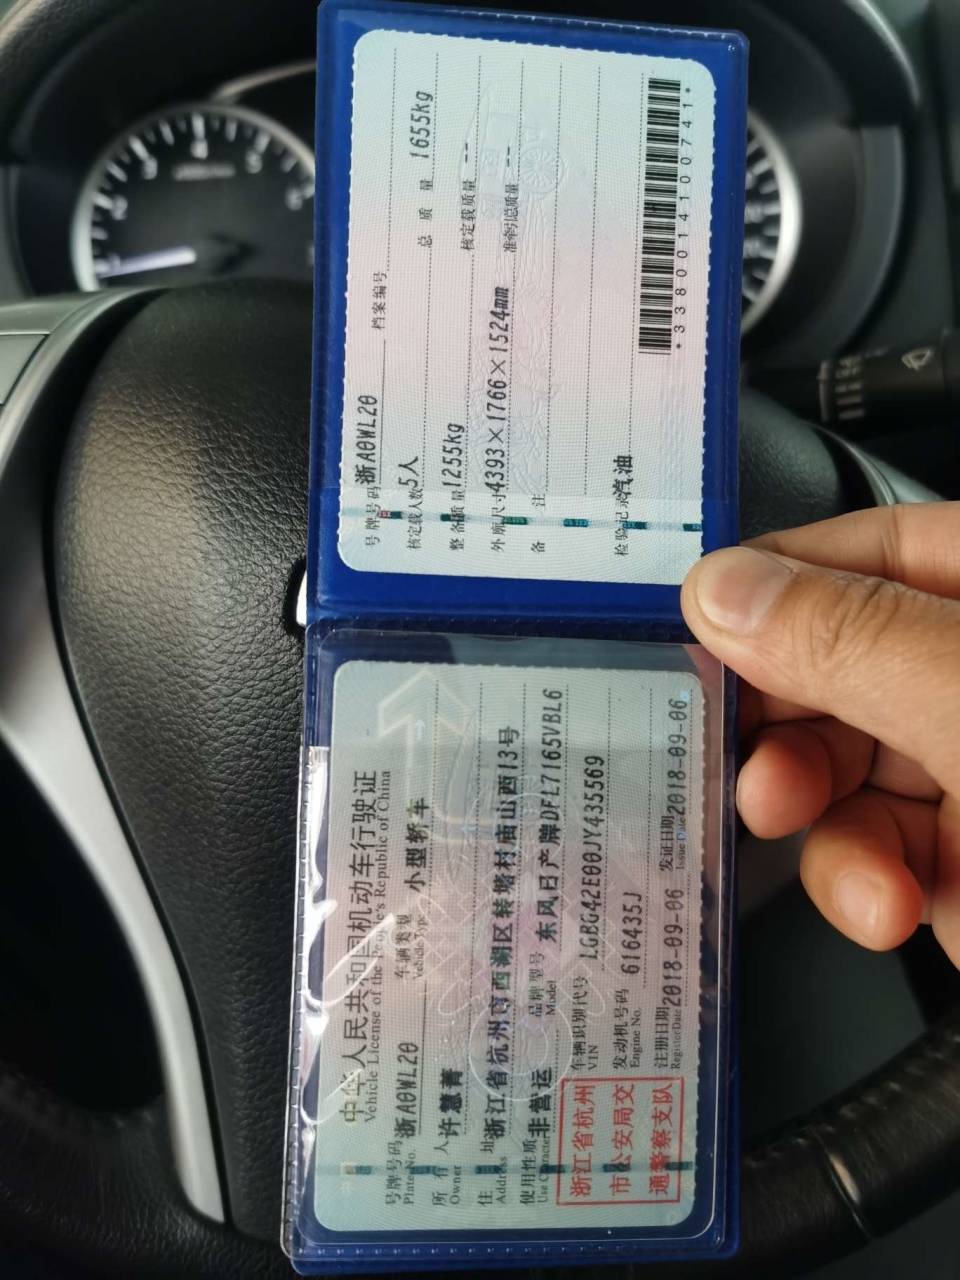 中华人民共和国机动车行驶证
Vehicle License of the People's Republic of China
号牌号码 浙A0WL20 车辆类型 小型轿车
Plate No. Vehicle Type
所有人 许慧菁
Owner
住址 浙江省杭州市西湖区转塘村庙山西13号
Address
使用性质 非营运 品牌型号 东风日产牌DFL7165VBL6
Use Character Model
浙江省杭州
市公安局交
通警察支队
车辆识别代号 LGBG42E00JY435569
VIN
发动机号码 616435J
Engine No.
注册日期 2018-09-06 发证日期 2018-09-06
Register Date Issue Date
号牌号码 浙A0WL20 档案编号
核定载人数 5人 总质量 1655kg
整备质量 1255kg 核定载质量 --
外廓尺寸 4393×1766×1524mm 准牵引总质量 --
备注
检验记录 汽油
*3380014100741*